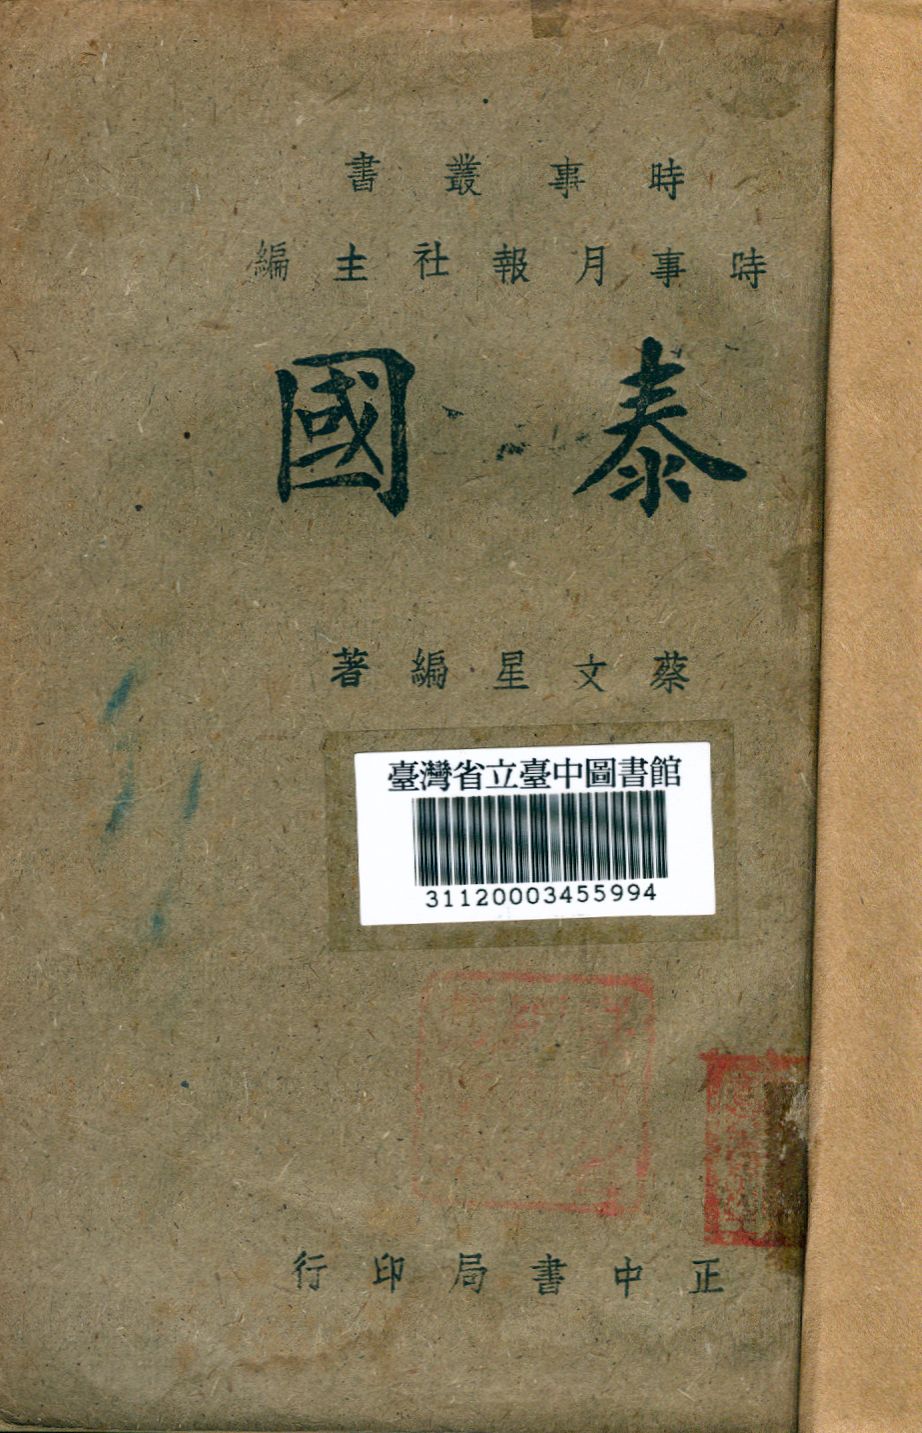 時事叢書
時事月報社主編
泰國
蔡文星編著
臺灣省立臺中圖書館
31120003455994
正中書局印行